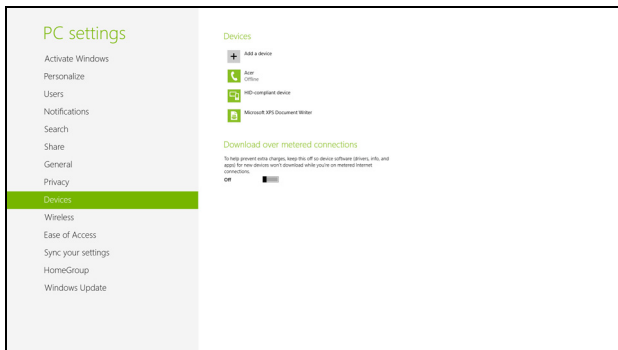 PC settings
Activate Windows
Personalize
Users
Notifications
Search
Share
General
Privacy
Devices
Wireless
Ease of Access
Sync your settings
HomeGroup
Windows Update
Devices
Add a device
Acer
Offline
HID-compliant device
Microsoft XPS Document Writer
Download over metered connections
To help prevent extra charges, keep this off so device software (drivers, info, and
apps) for new devices won't download while you're on metered Internet
connections.
Off